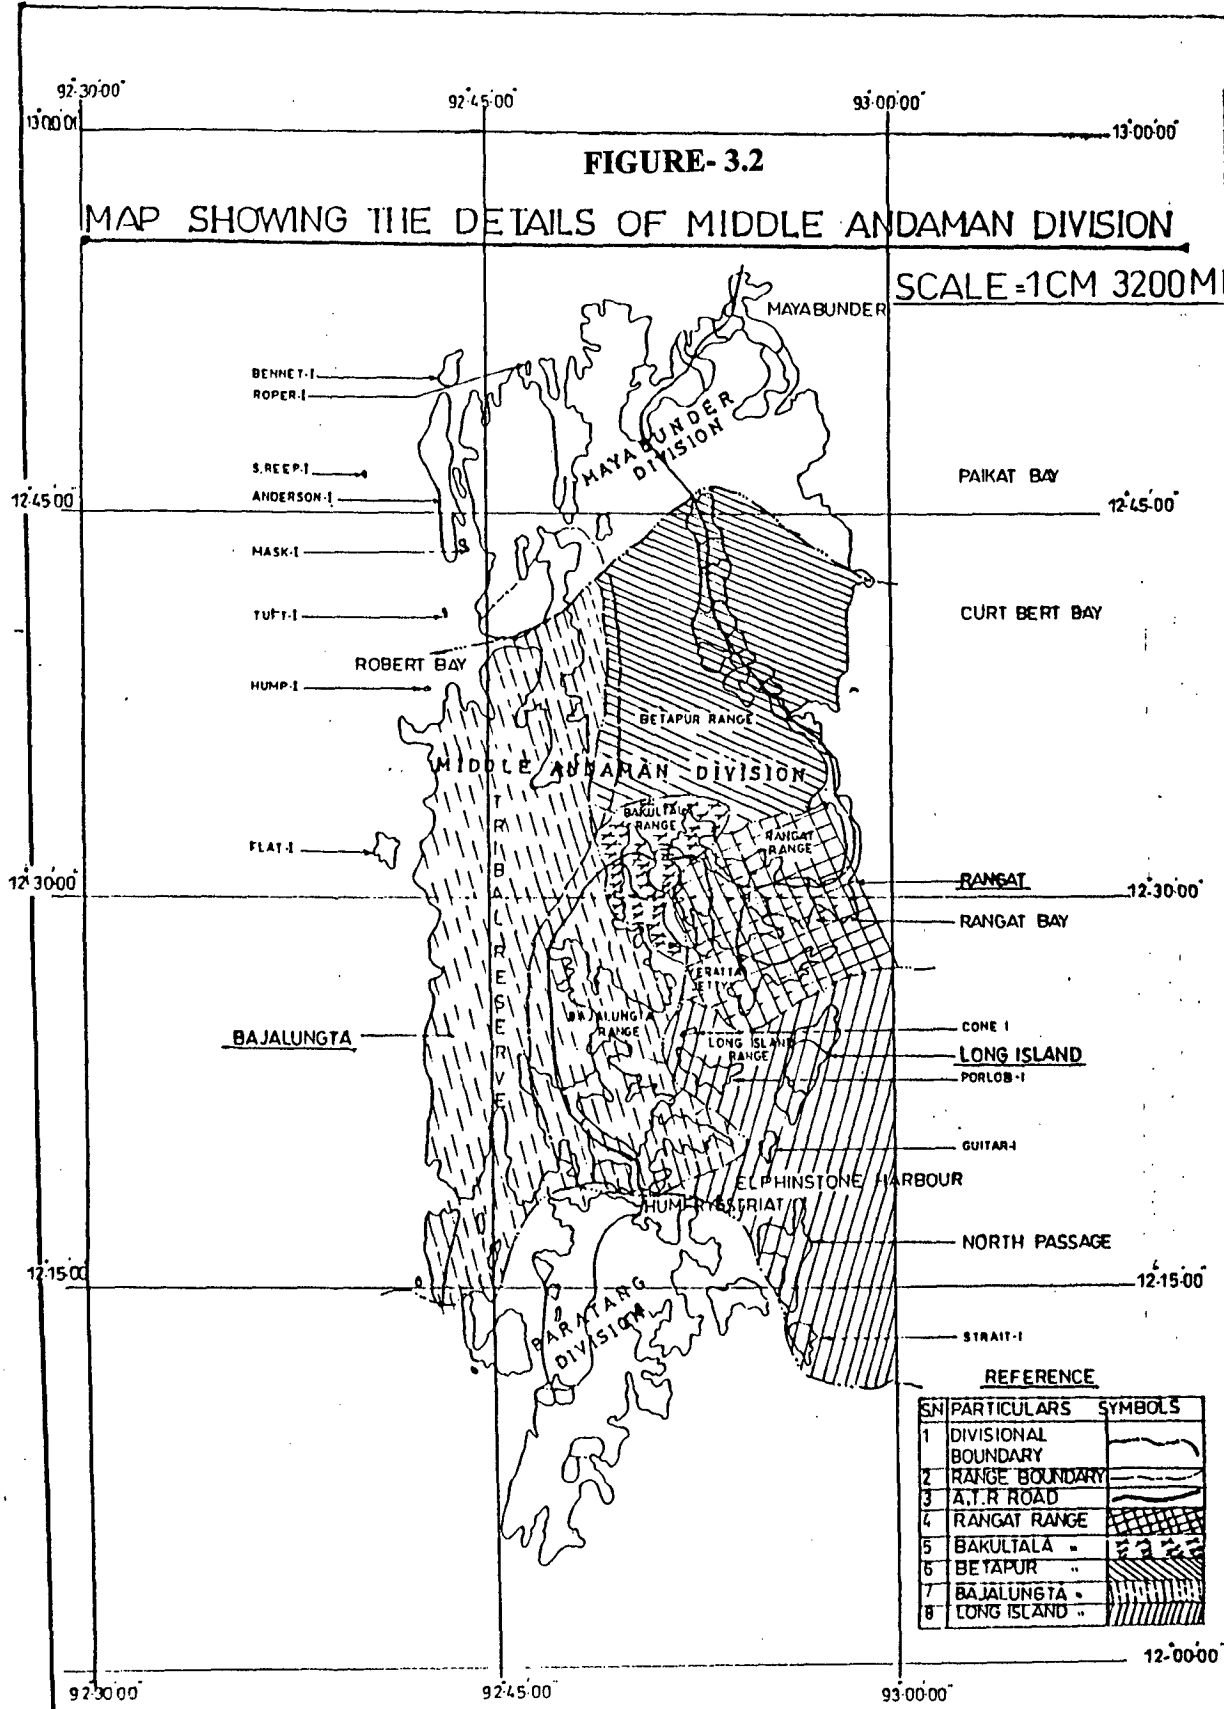 92°30'00"
92°45'00"
93°00'00"
13°00'00
13°00'00"
FIGURE- 3.2
MAP SHOWING THE DETAILS OF MIDDLE ANDAMAN DIVISION
SCALE=1CM 3200M
MAYABUNDER
BENNET-I
ROPER-I
MAYABUNDER
DIVISION
S.REEP-I
PAIKAT BAY
ANDERSON-I
12°45'00"
12°45'00"
MASK-I
TUFT-I
CURT BERT BAY
ROBERT BAY
HUMP-I
BETAPUR RANGE
MIDDLE ANDAMAN DIVISION
TRIBAL RESERVE
BAKULTALA
RANGE
RANGAT
RANGE
FLAT-I
12°30'00"
RANGAT
12°30'00"
RANGAT BAY
YERATTA
JETTY
BAJALUNGTA
RANGE
CONE I
BAJALUNGTA
LONG ISLAND
RANGE
LONG ISLAND
PORLOB-I
GUITAR-I
ELPHINSTONE HARBOUR
NORTH PASSAGE
12°15'00
12°15'00"
BARATANG
DIVISION
STRAIT-I
REFERENCE
SN PARTICULARS SYMBOLS
1 DIVISIONAL
BOUNDARY
2 RANGE BOUNDARY
3 A.T.R ROAD
4 RANGAT RANGE
5 BAKULTALA "
6 BETAPUR "
7 BAJALUNGTA "
8 LONG ISLAND "
12°00'00"
92°30'00
92°45'00"
93°00'00"